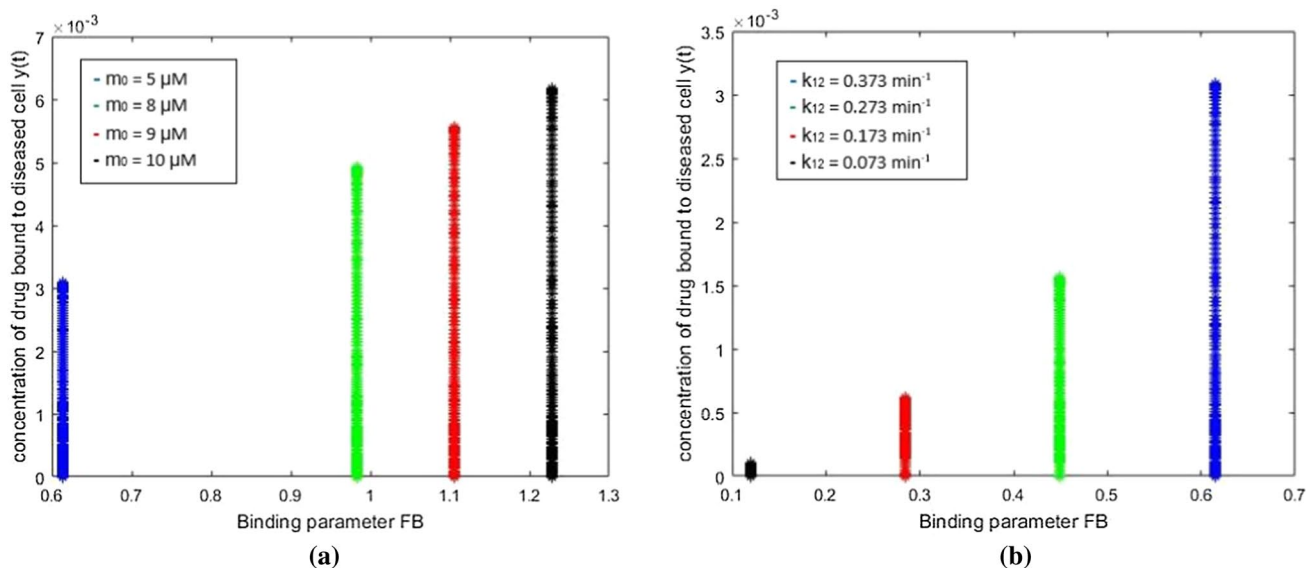 ×10⁻³
7
6
5
4
3
2
1
0
concentration of drug bound to diseased cell y(t)
m₀ = 5 µM
m₀ = 8 µM
m₀ = 9 µM
m₀ = 10 µM
0.6 0.7 0.8 0.9 1 1.1 1.2 1.3
Binding parameter FB
(a)
×10⁻³
3.5
3
2.5
2
1.5
1
0.5
0
concentration of drug bound to diseased cell y(t)
k₁₂ = 0.373 min⁻¹
k₁₂ = 0.273 min⁻¹
k₁₂ = 0.173 min⁻¹
k₁₂ = 0.073 min⁻¹
0.1 0.2 0.3 0.4 0.5 0.6 0.7
Binding parameter FB
(b)